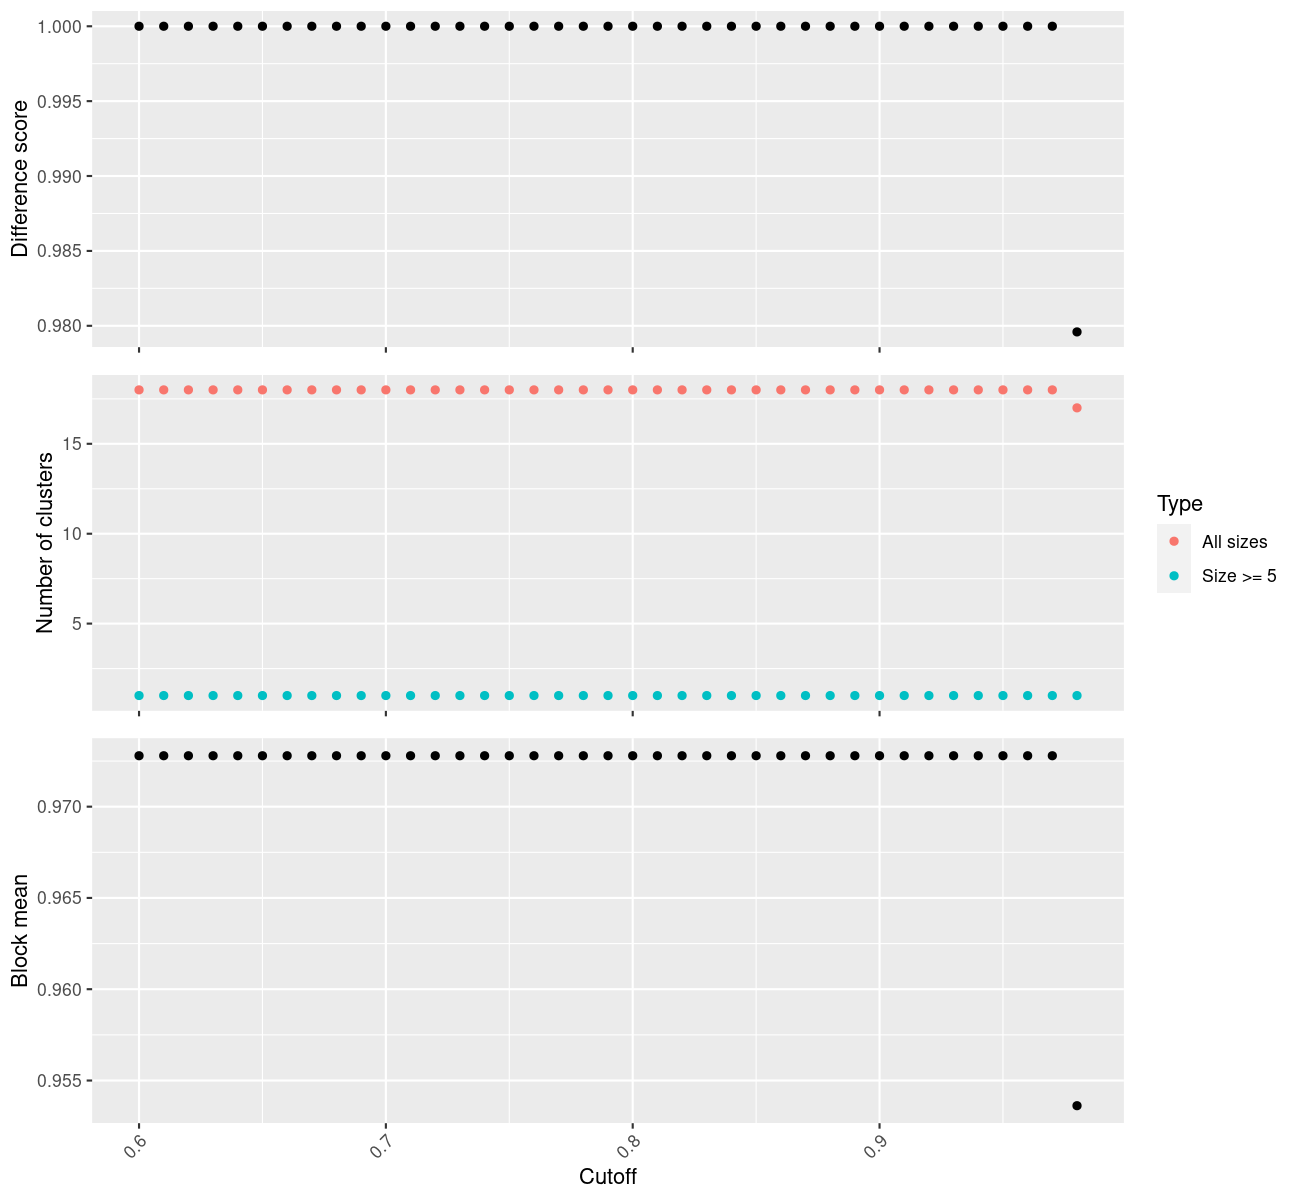 Difference score
1.000
0.995
0.990
0.985
0.980
Number of clusters
15
10
5
Block mean
0.970
0.965
0.960
0.955
0.6
0.7
0.8
0.9
Cutoff
Type
All sizes
Size >= 5